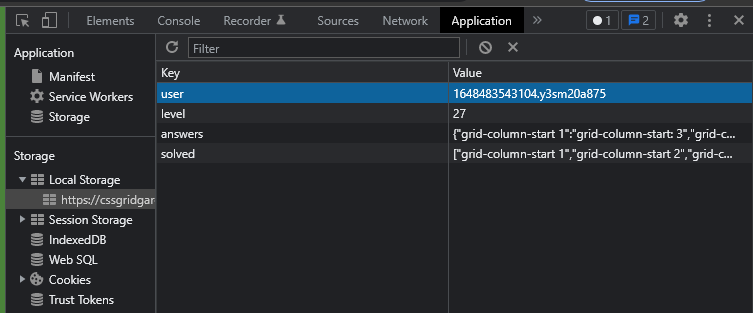 Elements Console Recorder Sources Network Application » 1 2
Application
Manifest
Service Workers
Storage
Storage
Local Storage
https://cssgridgar
Session Storage
IndexedDB
Web SQL
Cookies
Trust Tokens
Filter
Key Value
user 1648483543104.y3sm20a875
level 27
answers {"grid-column-start 1":"grid-column-start: 3","grid-c...
solved ["grid-column-start 1","grid-column-start 2","grid-c...